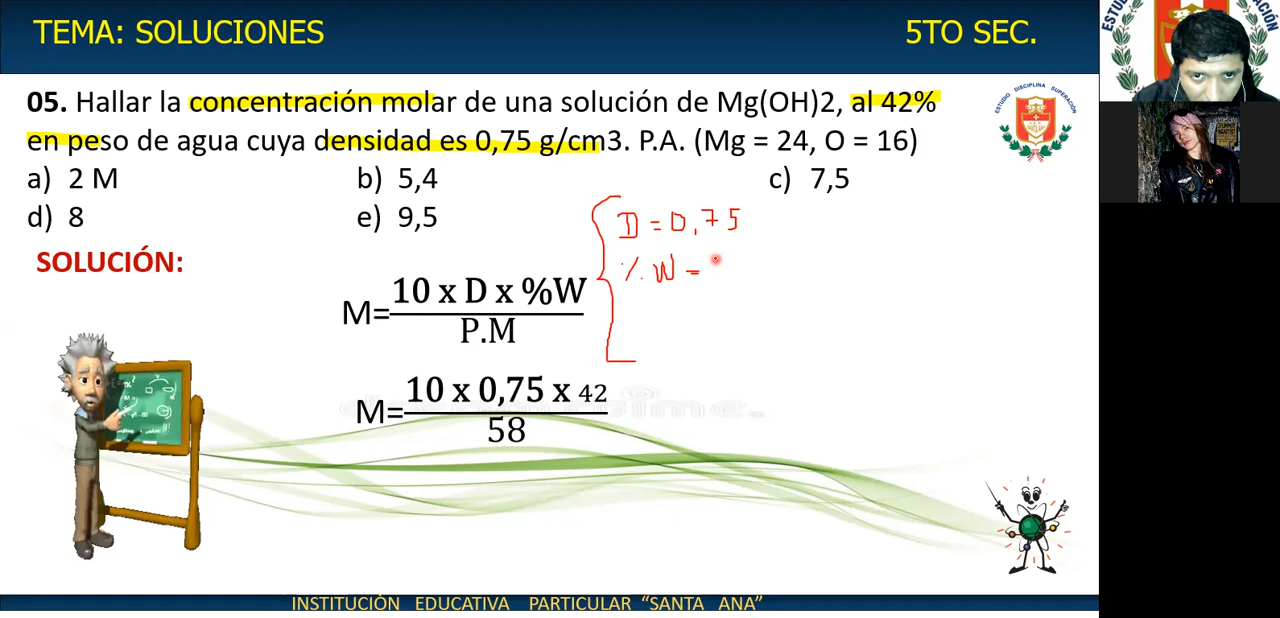 TEMA: SOLUCIONES
5TO SEC.
05. Hallar la concentración molar de una solución de Mg(OH)2, al 42%
en peso de agua cuya densidad es 0,75 g/cm3. P.A. (Mg = 24, O = 16)
a) 2 M
b) 5,4
c) 7,5
d) 8
e) 9,5
SOLUCIÓN:
D = 0,75
% W =
M= 10 x D x %W
P.M
M= 10 x 0,75 x 42
58
INSTITUCIÓN EDUCATIVA PARTICULAR “SANTA ANA”
ESTUDIO DISCIPLINA SUPERACIÓN